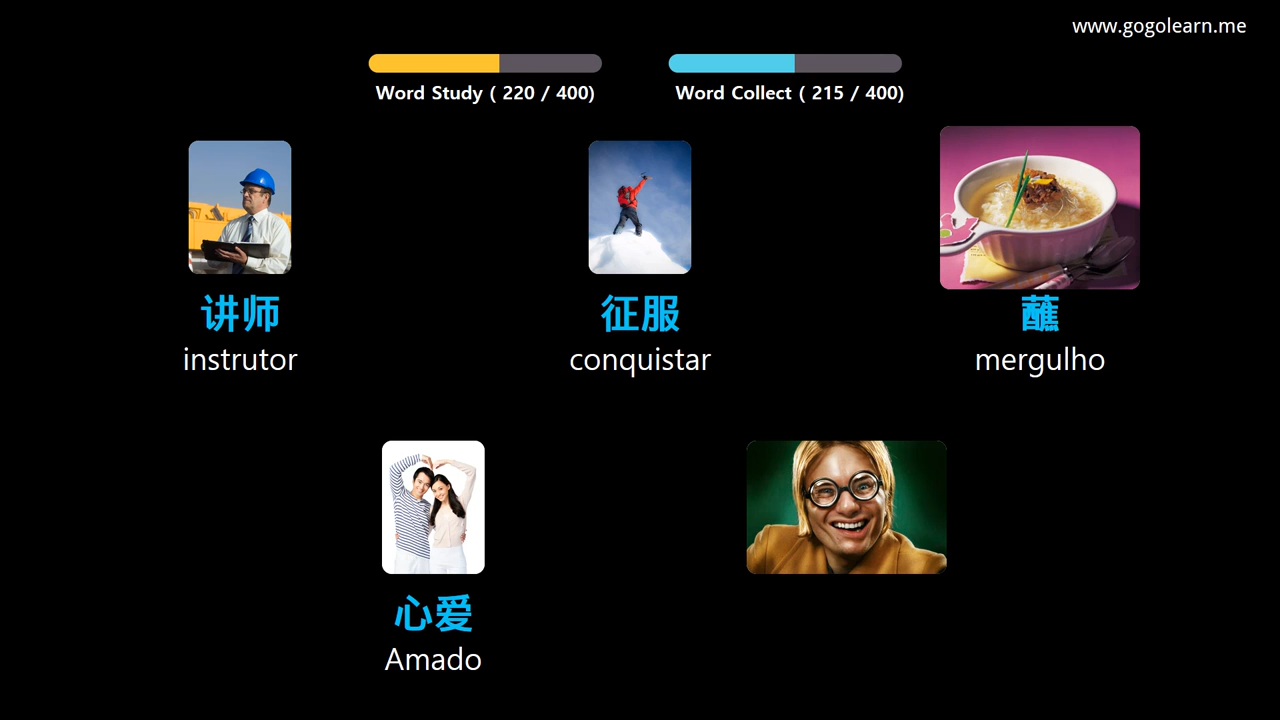 www.gogolearn.me
Word Study ( 220 / 400)
Word Collect ( 215 / 400)
讲师
instrutor
征服
conquistar
蘸
mergulho
心爱
Amado